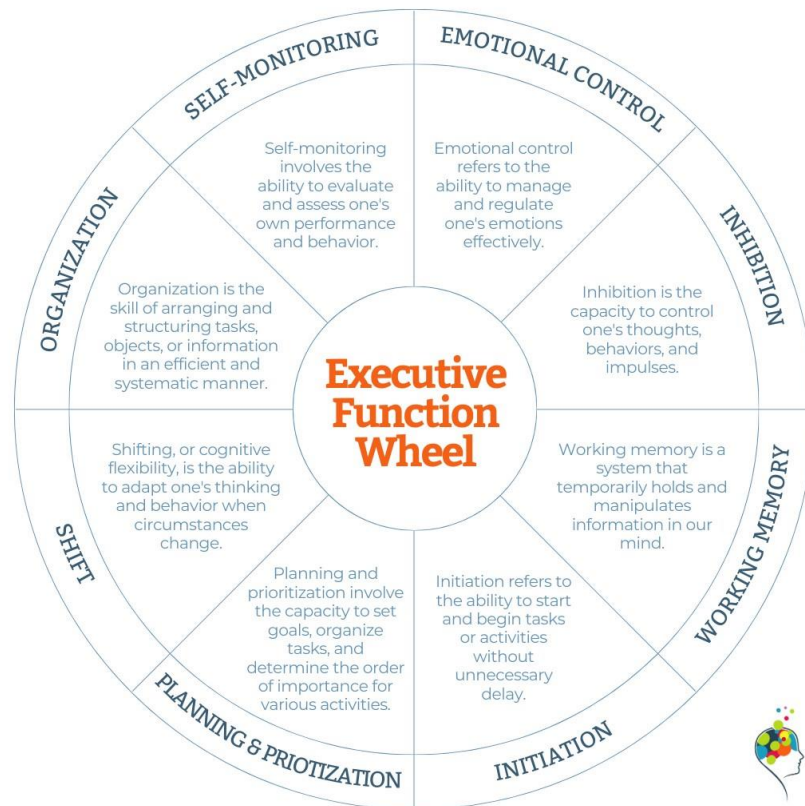 EMOTIONAL CONTROL
Emotional control
refers to the
ability to manage
and regulate
one's emotions
effectively.
INHIBITION
Inhibition is the
capacity to control
one's thoughts,
behaviors, and
impulses.
WORKING MEMORY
Working memory is a
system that
temporarily holds and
manipulates
information in our
mind.
INITIATION
Initiation refers to
the ability to start
and begin tasks
or activities
without
unnecessary
delay.
PLANNING & PRIOTIZATION
Planning and
prioritization involve
the capacity to set
goals, organize
tasks, and
determine the order
of importance for
various activities.
SHIFT
Shifting, or cognitive
flexibility, is the ability
to adapt one's thinking
and behavior when
circumstances
change.
ORGANIZATION
Organization is the
skill of arranging and
structuring tasks,
objects, or information
in an efficient and
systematic manner.
SELF-MONITORING
Self-monitoring
involves the
ability to evaluate
and assess one's
own performance
and behavior.
Executive
Function
Wheel